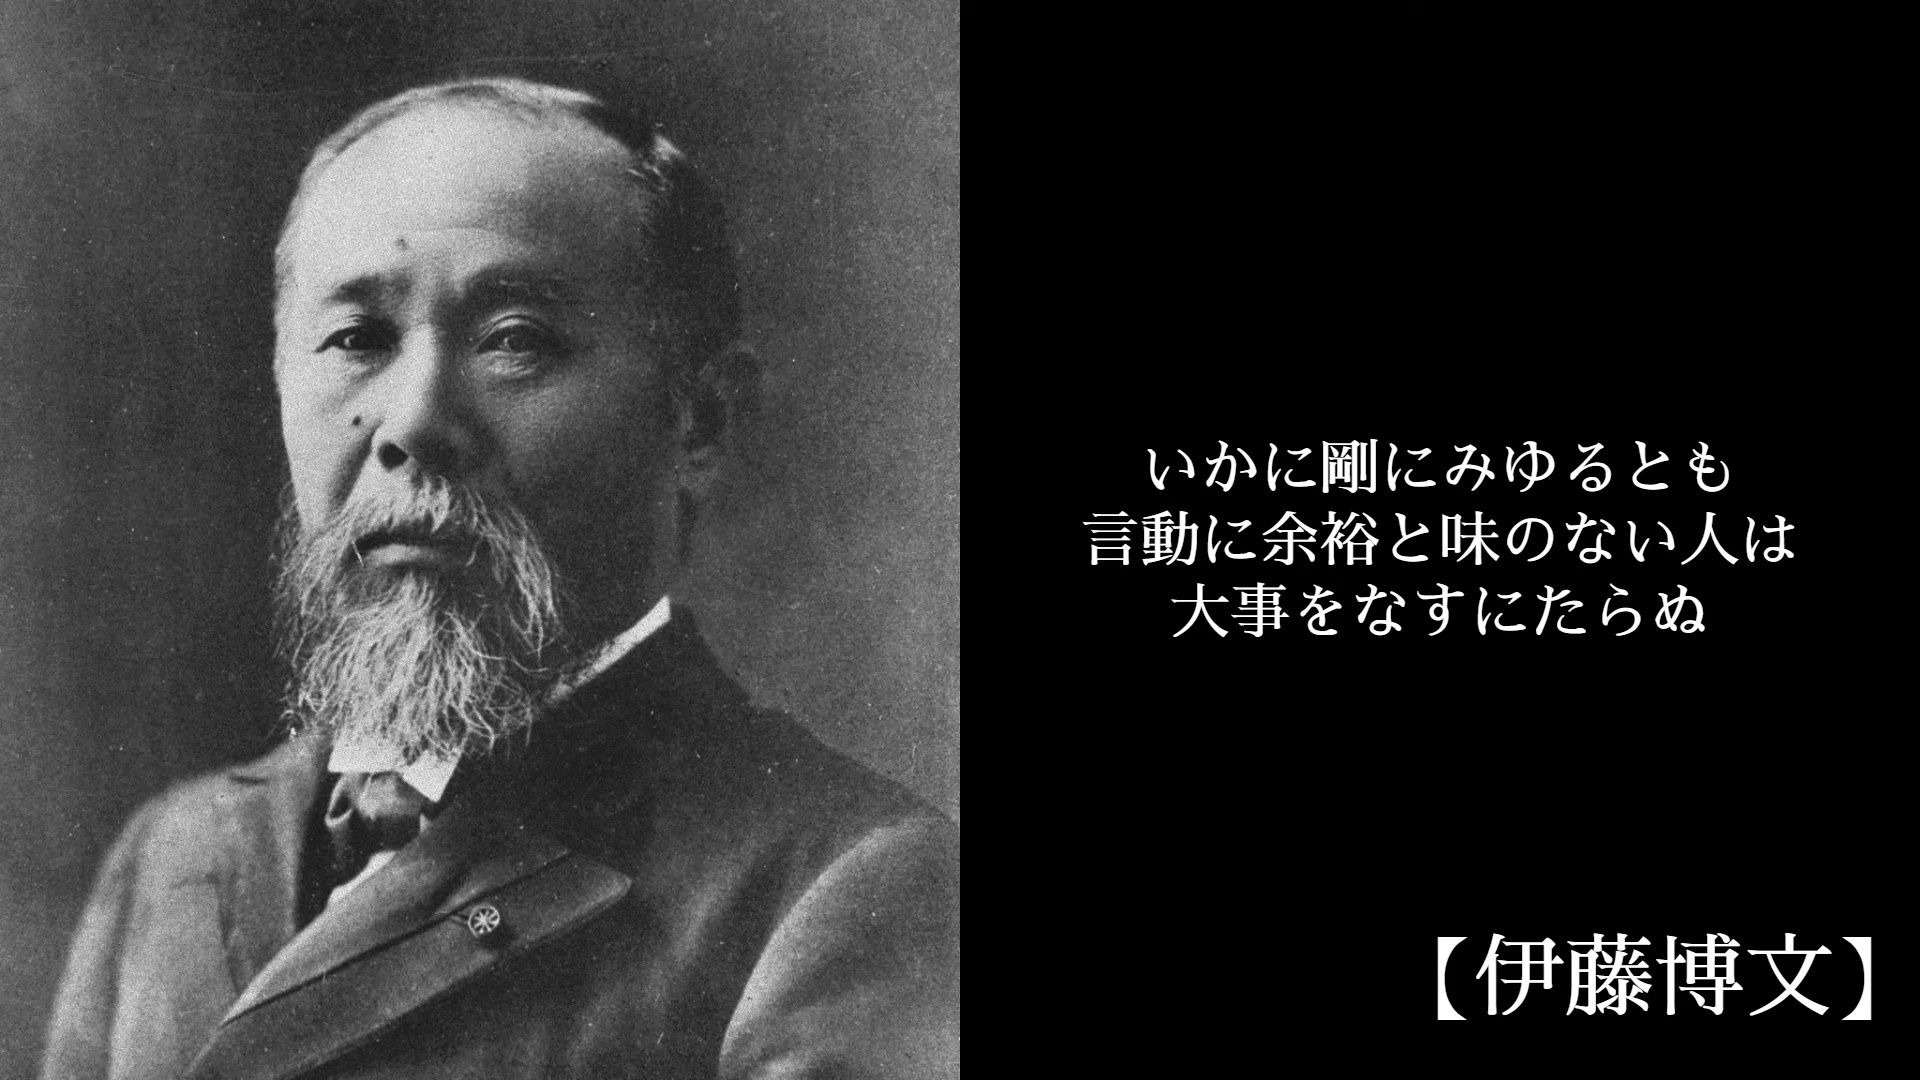 いかに剛にみゆるとも
言動に余裕と味のない人は
大事をなすにたらぬ
【伊藤博文】